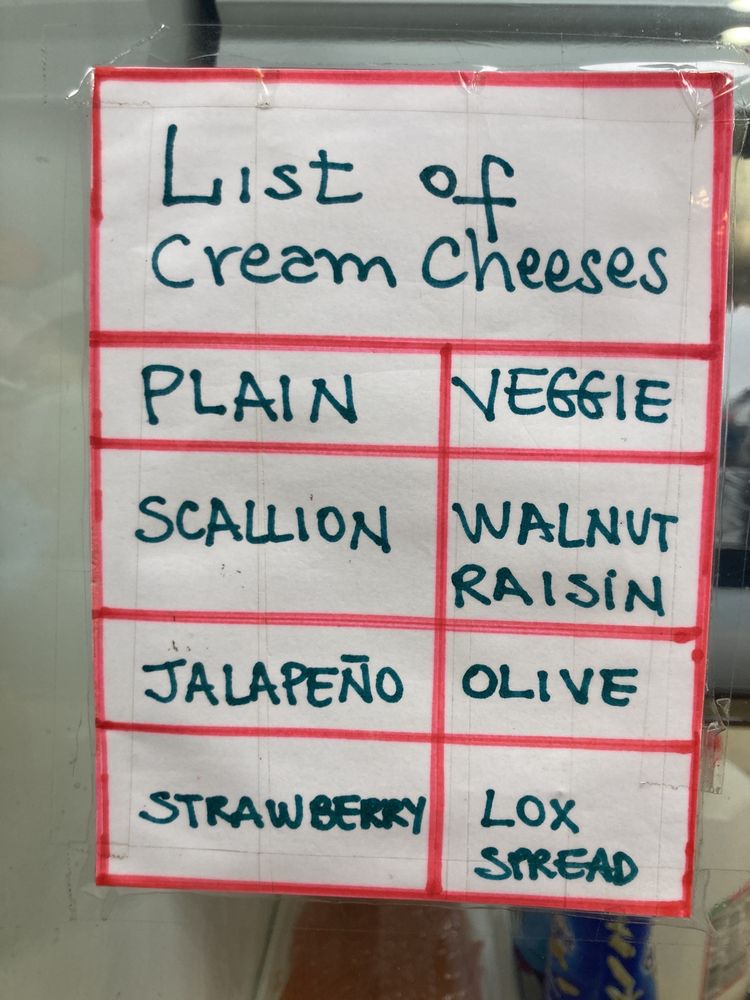 List of
Cream Cheeses
PLAIN
VEGGIE
SCALLION
WALNUT
RAISIN
JALAPEÑO
OLIVE
STRAWBERRY
LOX
SPREAD